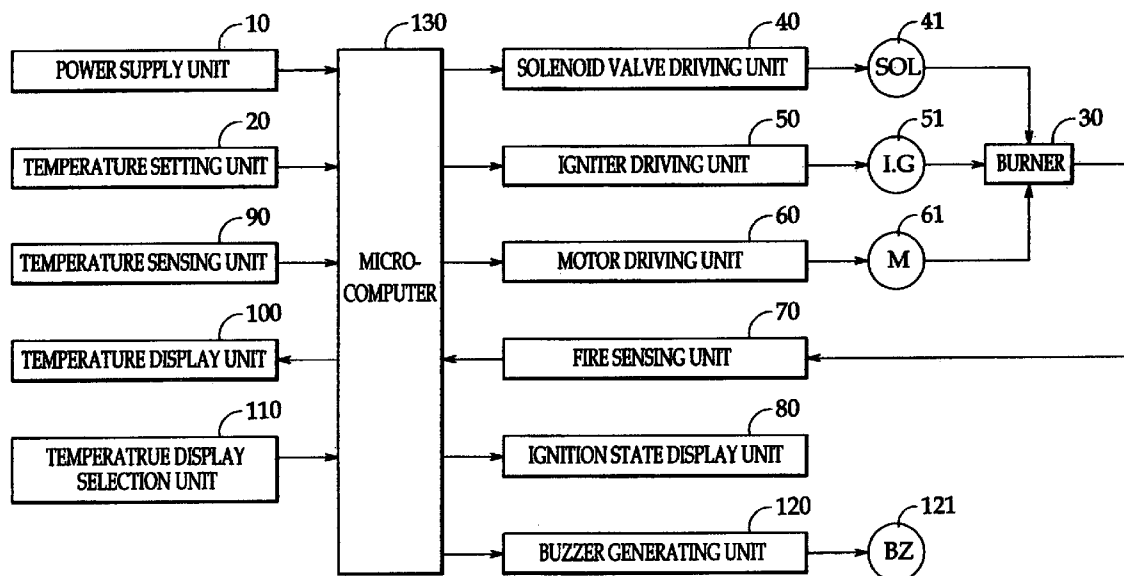 10
POWER SUPPLY UNIT
130
40
SOLENOID VALVE DRIVING UNIT
41
SOL
20
TEMPERATURE SETTING UNIT
50
IGNITER DRIVING UNIT
51
I.G
30
BURNER
90
TEMPERATURE SENSING UNIT
MICRO-
COMPUTER
60
MOTOR DRIVING UNIT
61
M
100
TEMPERATURE DISPLAY UNIT
70
FIRE SENSING UNIT
110
TEMPERATRUE DISPLAY
SELECTION UNIT
80
IGNITION STATE DISPLAY UNIT
120
BUZZER GENERATING UNIT
121
BZ